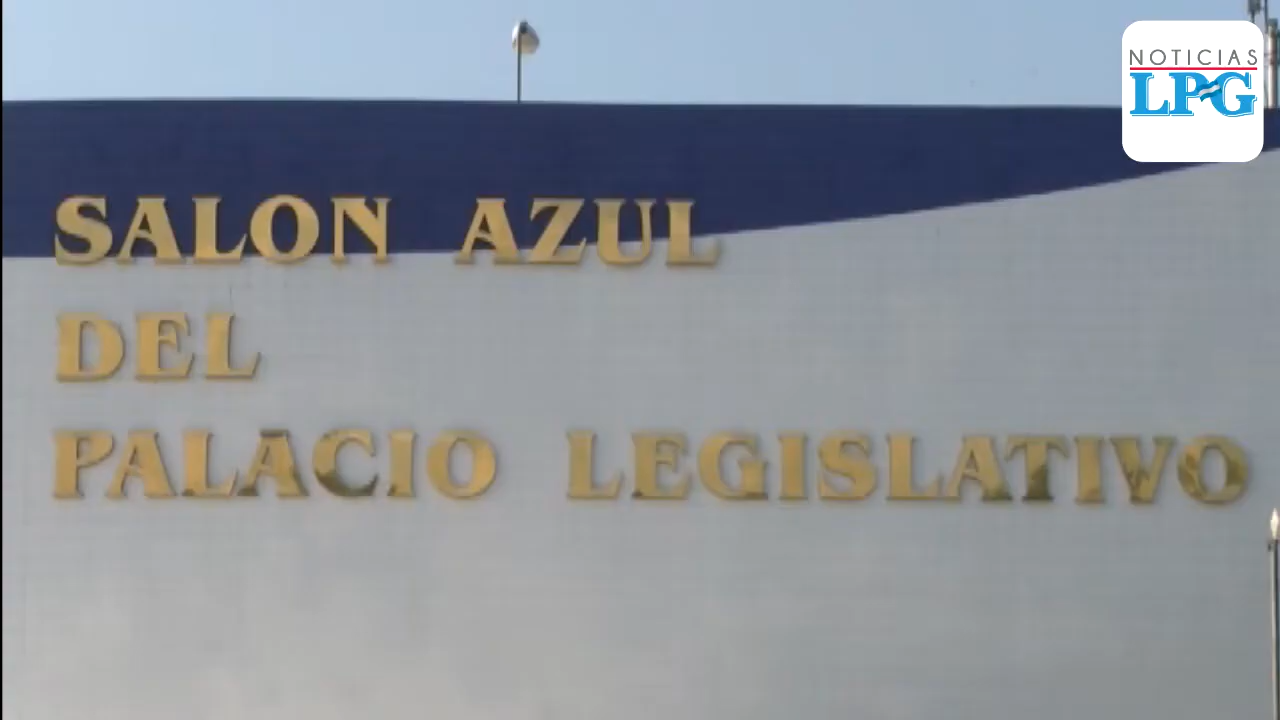 NOTICIAS
LPG
SALON AZUL
DEL
PALACIO LEGISLATIVO